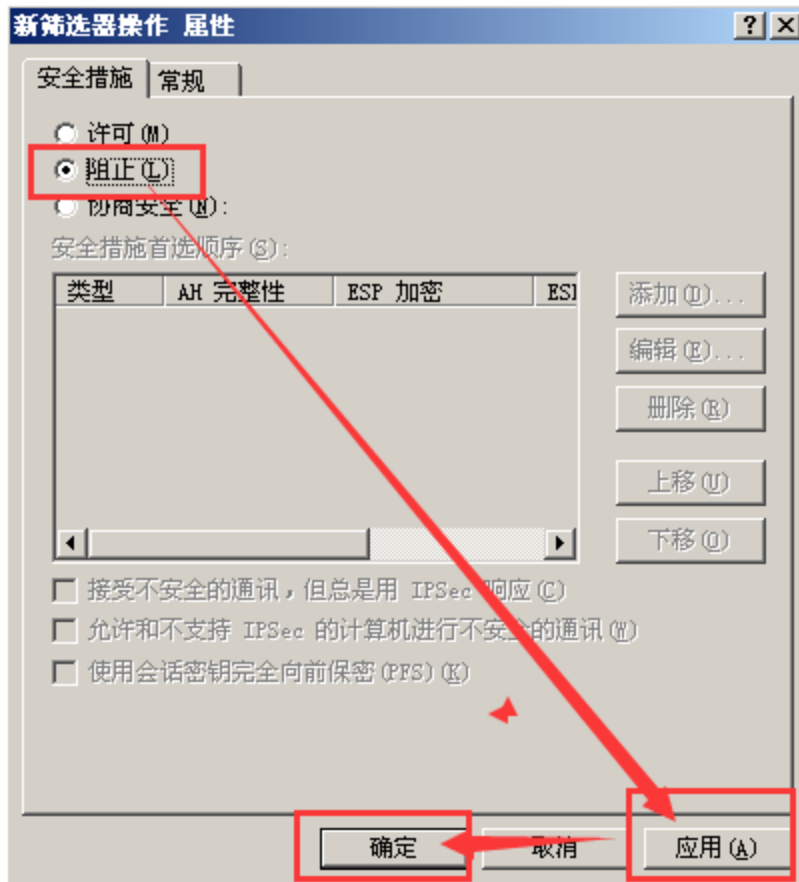 新筛选器操作 属性
安全措施 常规
许可(M)
阻止(L)
协商安全(N):
安全措施首选顺序(S):
类型 AH 完整性 ESP 加密 ESI
添加(D)...
编辑(E)...
删除(R)
上移(U)
下移(O)
接受不安全的通讯，但总是用 IPSec 响应(C)
允许和不支持 IPSec 的计算机进行不安全的通讯(W)
使用会话密钥完全向前保密(PFS)(K)
确定 取消 应用(A)